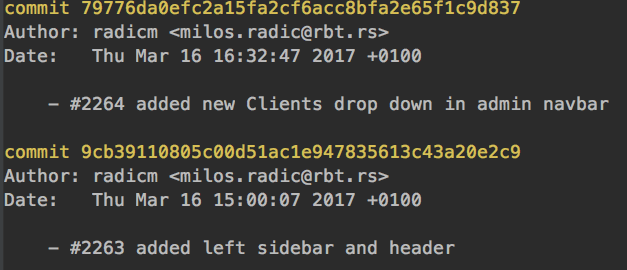 commit 79776da0efc2a15fa2cf6acc8bfa2e65f1c9d837
Author: radicm <milos.radic@rbt.rs>
Date:   Thu Mar 16 16:32:47 2017 +0100
    – #2264 added new Clients drop down in admin navbar
commit 9cb39110805c00d51ac1e947835613c43a20e2c9
Author: radicm <milos.radic@rbt.rs>
Date:   Thu Mar 16 15:00:07 2017 +0100
    – #2263 added left sidebar and header